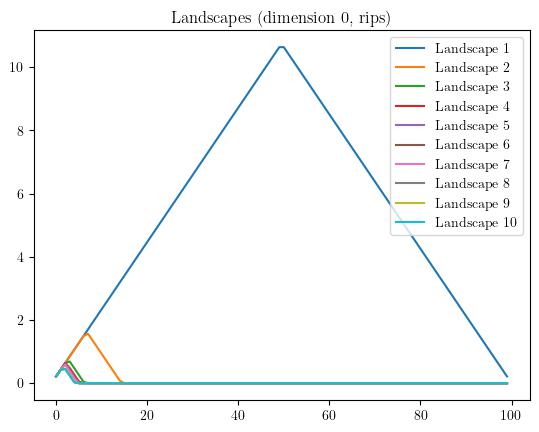 Landscapes (dimension 0, rips)
Landscape 1
Landscape 2
Landscape 3
Landscape 4
Landscape 5
Landscape 6
Landscape 7
Landscape 8
Landscape 9
Landscape 10
10
8
6
4
2
0
0 20 40 60 80 100